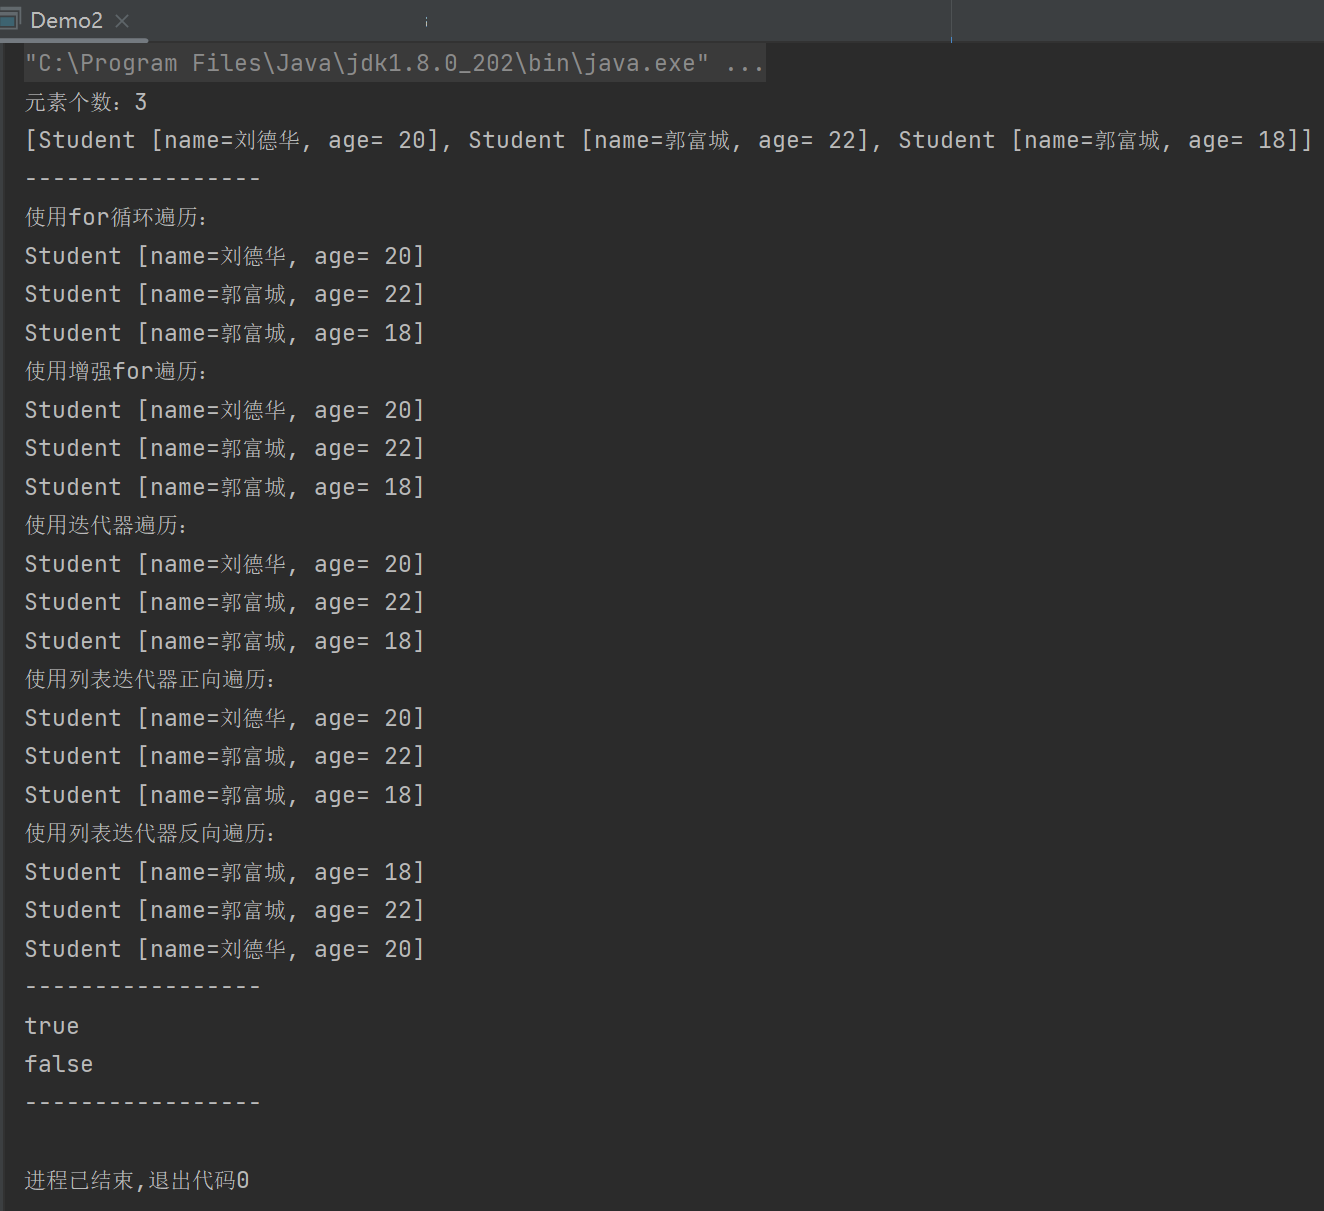 Demo2
"C:\Program Files\Java\jdk1.8.0_202\bin\java.exe" ...
元素个数：3
[Student [name=刘德华, age= 20], Student [name=郭富城, age= 22], Student [name=郭富城, age= 18]]
-----------------
使用for循环遍历：
Student [name=刘德华, age= 20]
Student [name=郭富城, age= 22]
Student [name=郭富城, age= 18]
使用增强for遍历：
Student [name=刘德华, age= 20]
Student [name=郭富城, age= 22]
Student [name=郭富城, age= 18]
使用迭代器遍历：
Student [name=刘德华, age= 20]
Student [name=郭富城, age= 22]
Student [name=郭富城, age= 18]
使用列表迭代器正向遍历：
Student [name=刘德华, age= 20]
Student [name=郭富城, age= 22]
Student [name=郭富城, age= 18]
使用列表迭代器反向遍历：
Student [name=郭富城, age= 18]
Student [name=郭富城, age= 22]
Student [name=刘德华, age= 20]
-----------------
true
false
-----------------
进程已结束,退出代码0